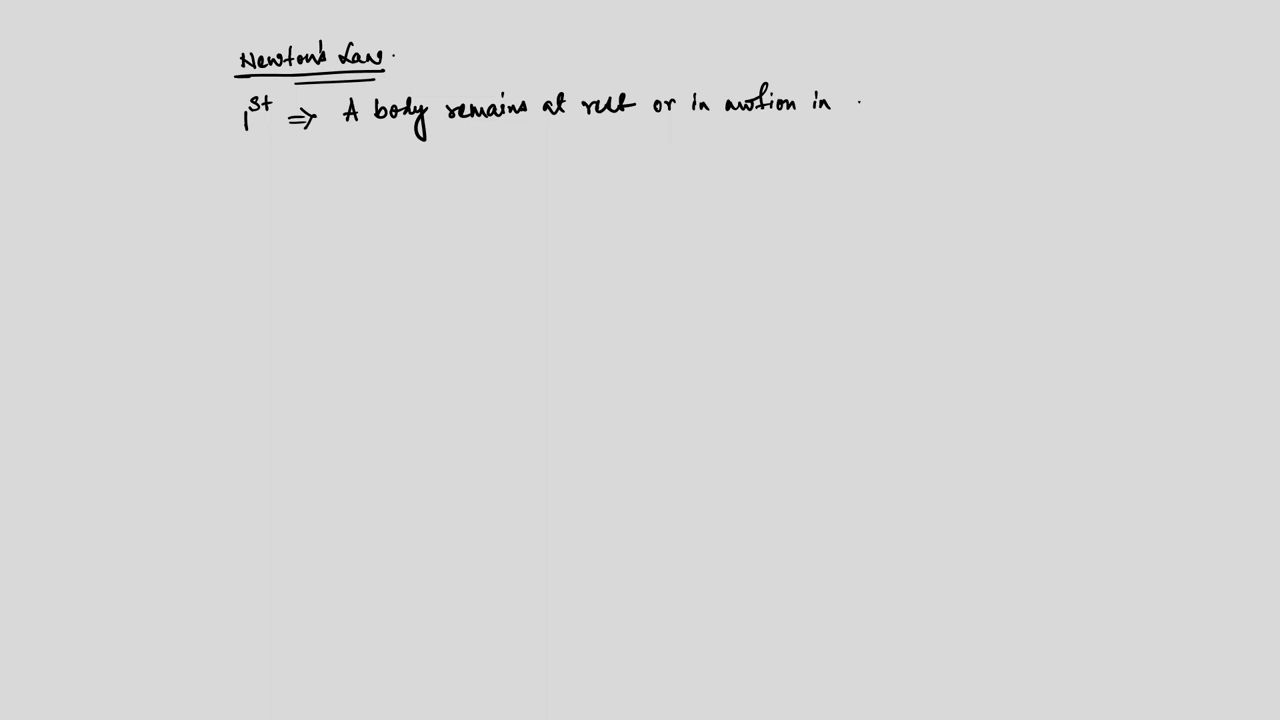 Newton's Law.
1st ⇒ A body remains at rest or in motion in